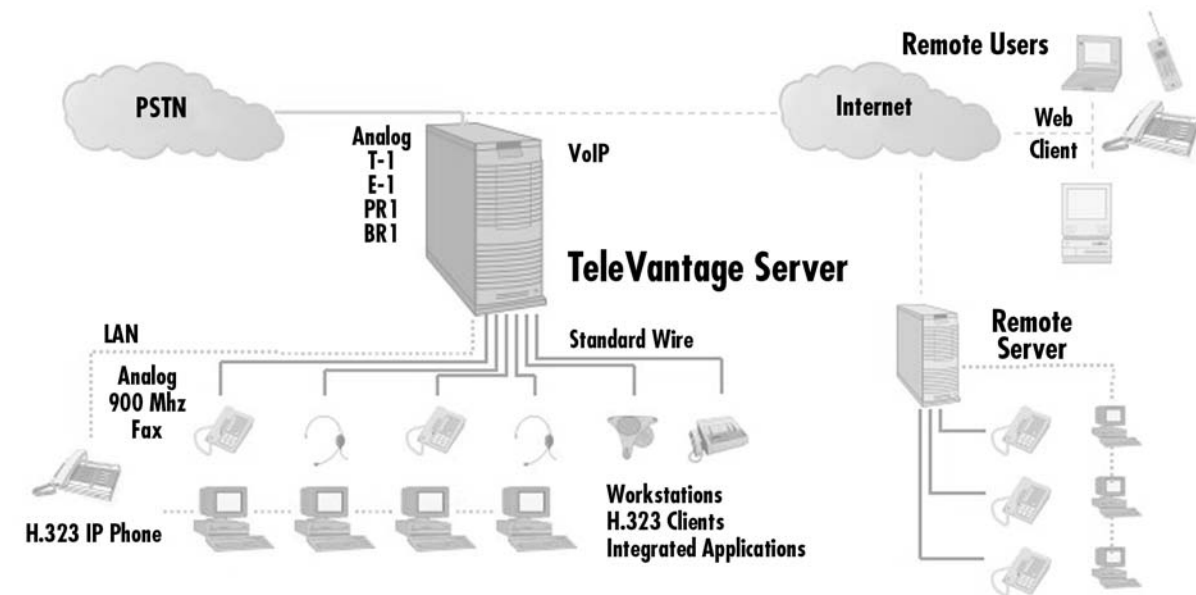 Remote Users
PSTN
Internet
Analog
T-1
E-1
PR1
BR1
VoIP
Web
Client
TeleVantage Server
LAN
Standard Wire
Remote
Server
Analog
900 Mhz
Fax
H.323 IP Phone
Workstations
H.323 Clients
Integrated Applications